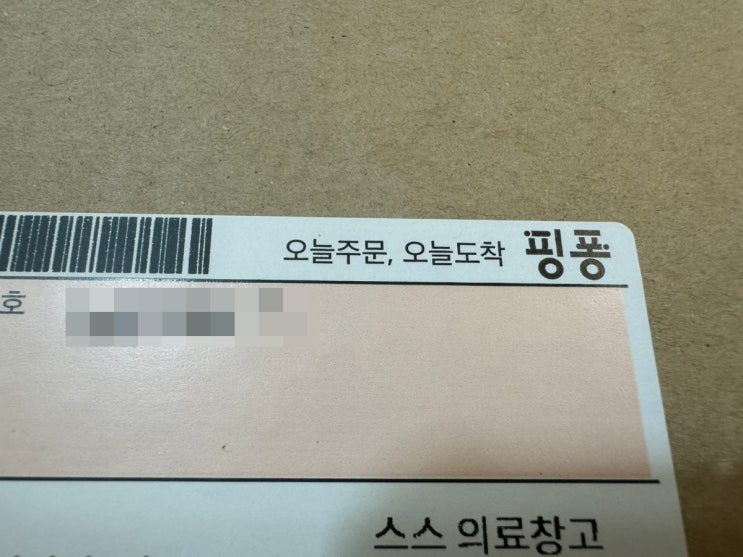 오늘주문, 오늘도착 핑퐁
호
스스 의료창고